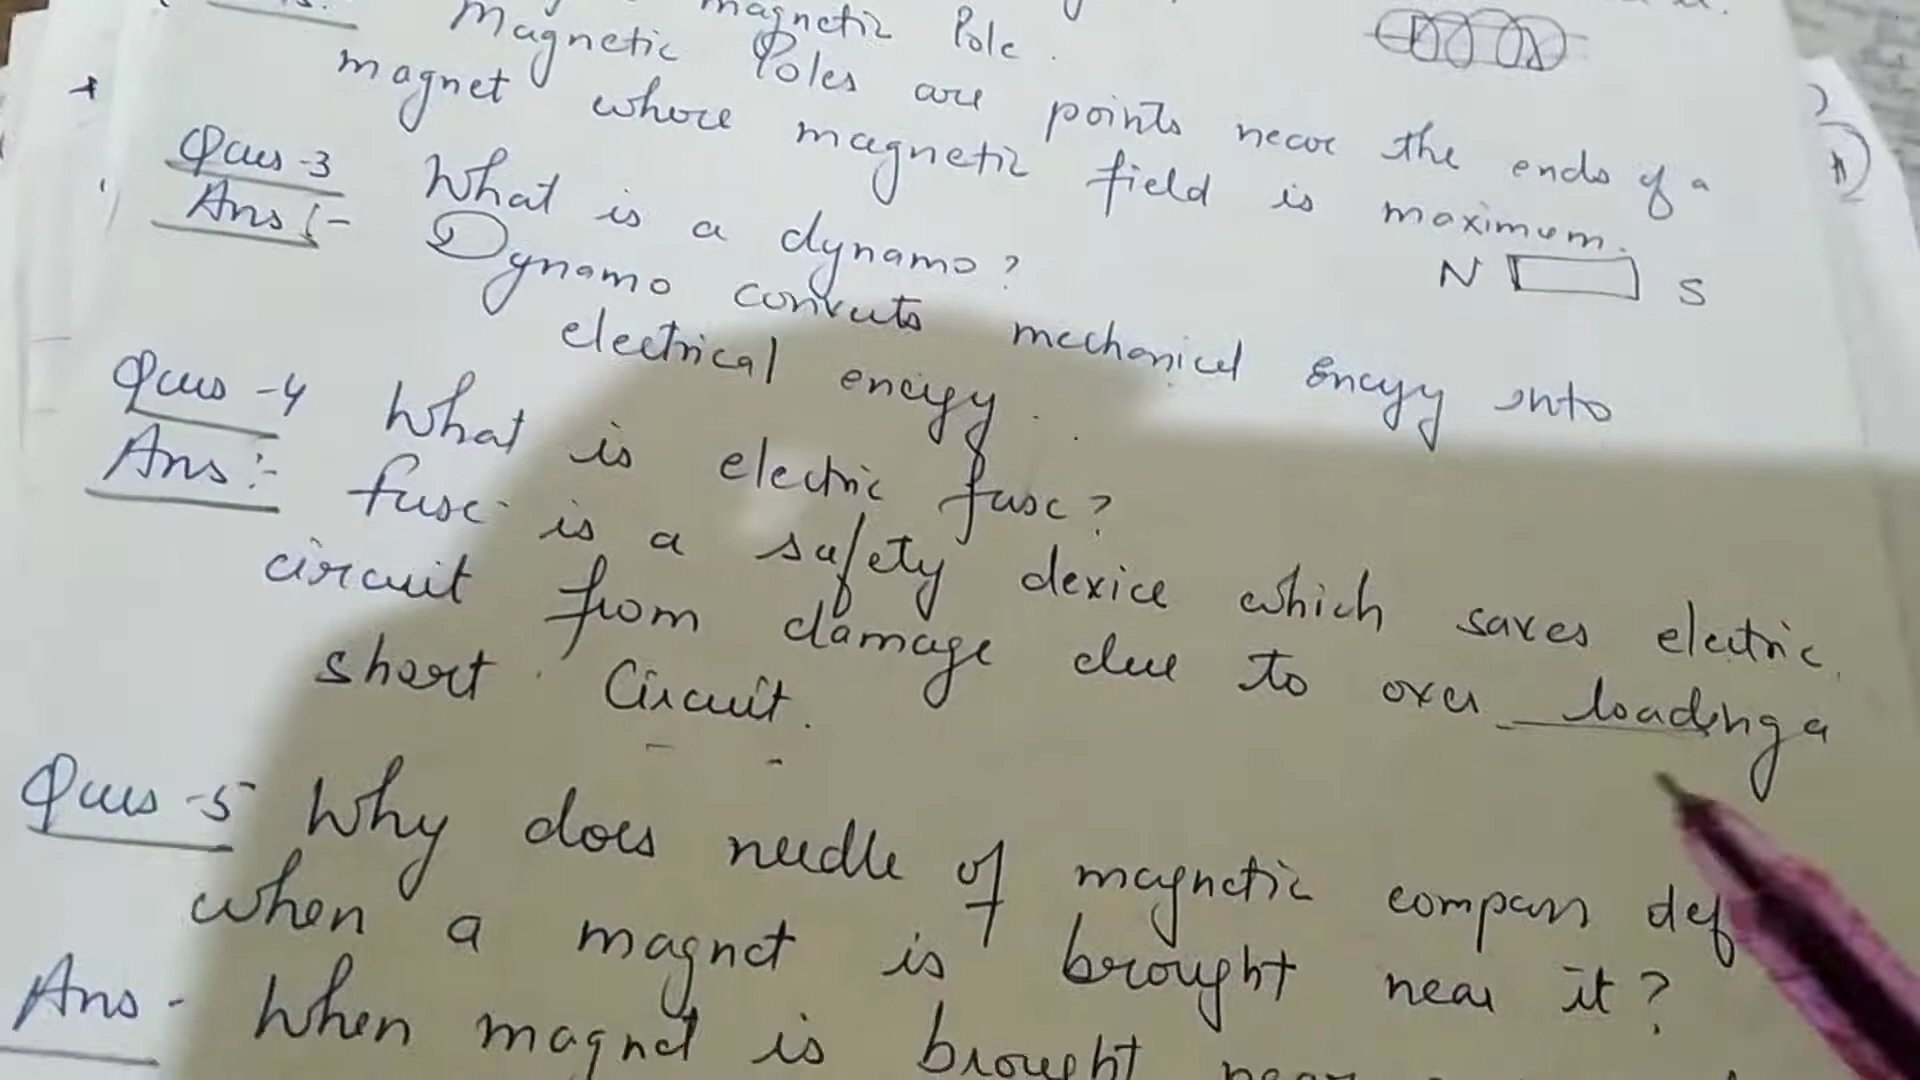 magnetic Pole.
Magnetic Poles are points near the ends of a
magnet where magnetic field is maximum.
N S
Ques-3 What is a dynamo?
Ans:- Dynamo converts mechanical energy into
electrical energy.
Ques-4 What is electric fuse?
Ans:- fuse is a safety device which saves electric
circuit from damage due to over loading a
short Circuit.
Ques-5 Why does needle of magnetic compass def
when a magnet is brought near it?
Ans- When magnet is brought near